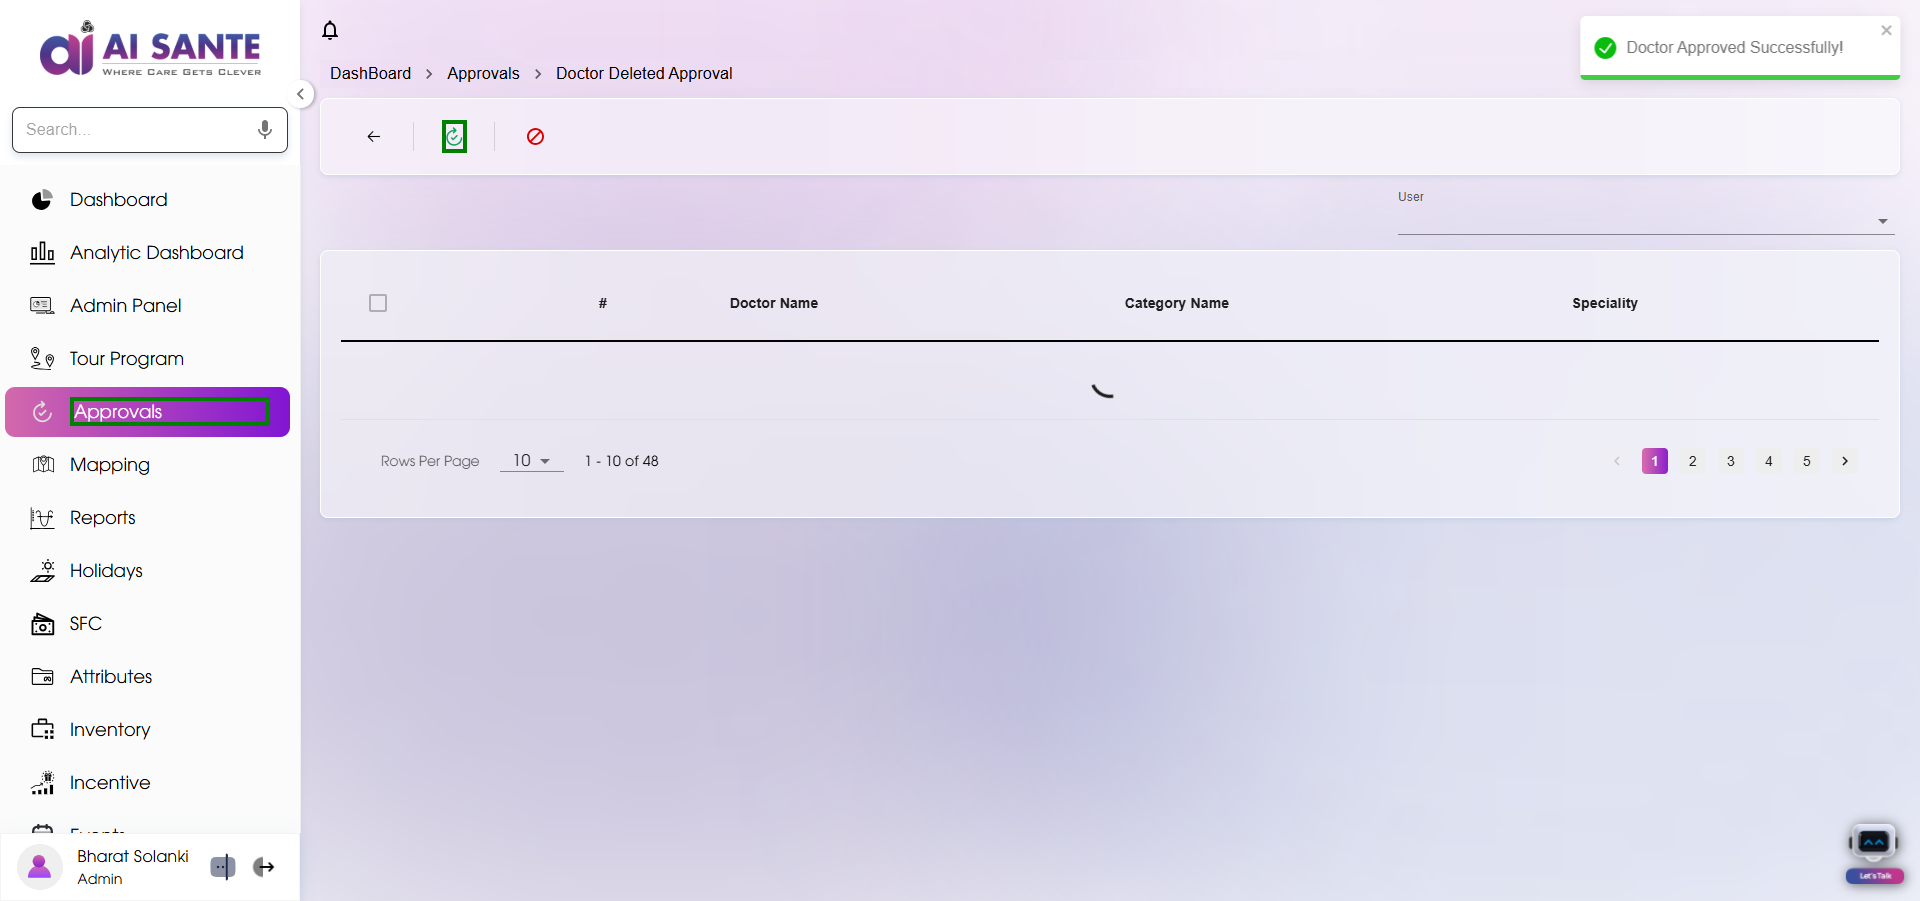 ai AI SANTE
WHERE CARE GETS CLEVER
Search...
Dashboard
Analytic Dashboard
Admin Panel
Tour Program
Approvals
Mapping
Reports
Holidays
SFC
Attributes
Inventory
Incentive
Events
Bharat Solanki
Admin
DashBoard > Approvals > Doctor Deleted Approval
Doctor Approved Successfully!
User
# Doctor Name Category Name Speciality
Rows Per Page 10 1 - 10 of 48 1 2 3 4 5
Let's Talk